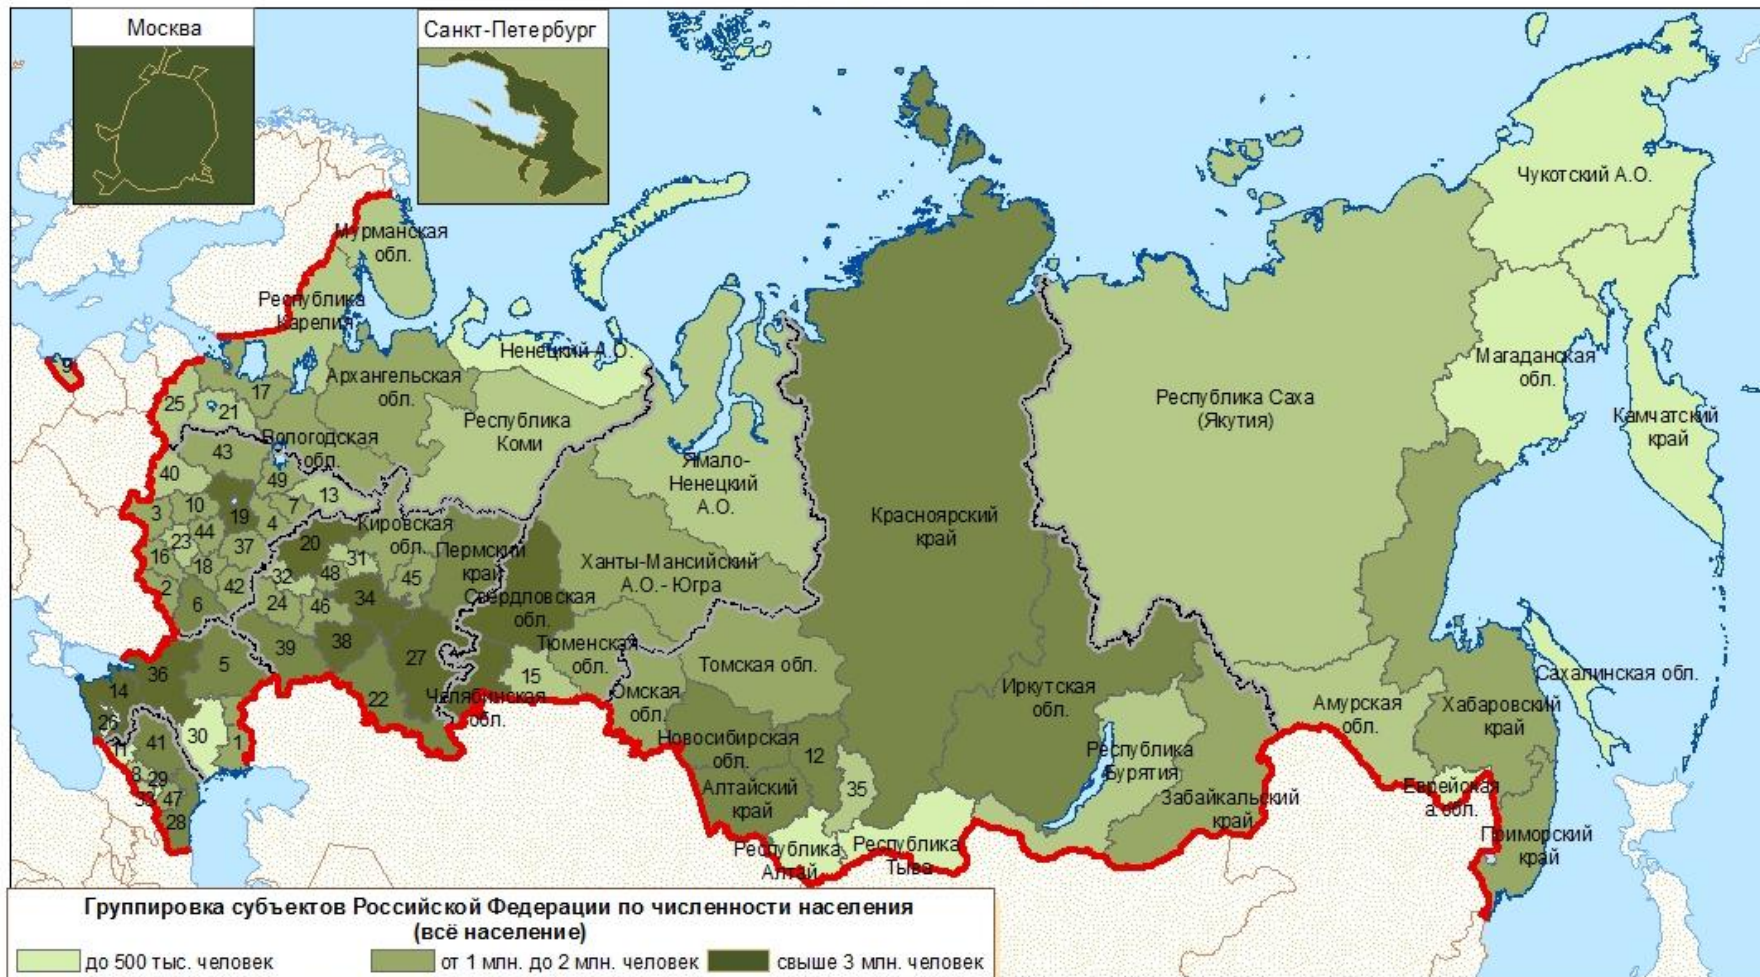 Москва
Санкт-Петербург
Чукотский А.О.
Мурманская
обл.
Республика
Карелия
Ненецкий А.О.
Магаданская
обл.
9
Архангельская
обл.
17
25
21
Республика
Коми
Республика Саха
(Якутия)
Камчатский
край
Вологодская
обл.
43
40
49
13
Ямало-
Ненецкий
А.О.
3
10
19
7
4
Красноярский
край
Кировская
обл.
20
44
23
37
31
Пермский
край
Ханты-Мансийский
А.О.- Югра
16
18
32
48
45
2
42
6
24
46
34
Свердловская
обл.
5
39
38
27
Тюменская
обл.
15
Томская обл.
36
14
22
Челябинская
обл.
Омская
обл.
Иркутская
обл.
Сахалинская обл.
Амурская
обл.
Хабаровский
край
26
11
41
30
1
Новосибирская
обл.
12
Республика
Бурятия
8
29
33
47
28
Алтайский
край
35
Забайкальский
край
Еврейская
а обл.
Приморский
край
Республика
Алтай
Республика
Тыва
Группировка субъектов Российской Федерации по численности населения
(всё население)
до 500 тыс. человек
от 1 млн. до 2 млн. человек
свыше 3 млн. человек